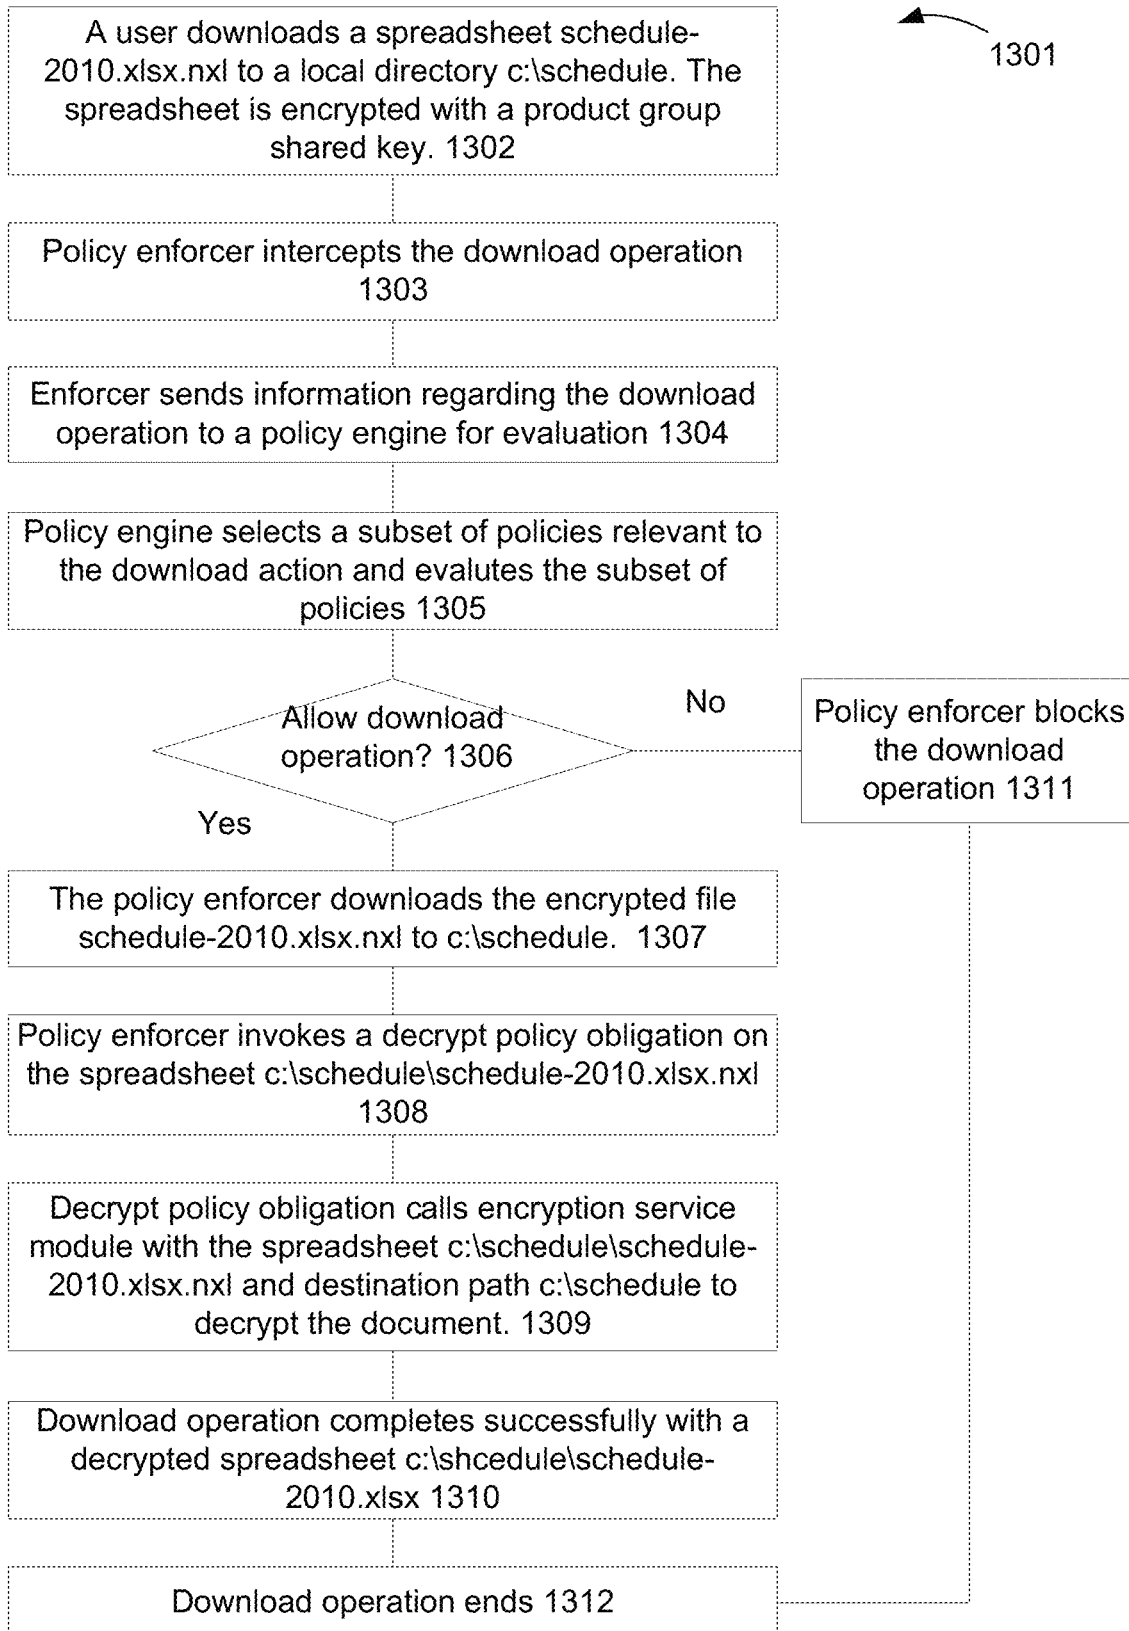 A user downloads a spreadsheet schedule-
2010.xlsx.nxl to a local directory c:\schedule. The
spreadsheet is encrypted with a product group
shared key. 1302
1301
Policy enforcer intercepts the download operation
1303
Enforcer sends information regarding the download
operation to a policy engine for evaluation 1304
Policy engine selects a subset of policies relevant to
the download action and evalutes the subset of
policies 1305
Allow download
operation? 1306
No
Policy enforcer blocks
the download
operation 1311
Yes
The policy enforcer downloads the encrypted file
schedule-2010.xlsx.nxl to c:\schedule. 1307
Policy enforcer invokes a decrypt policy obligation on
the spreadsheet c:\schedule\schedule-2010.xlsx.nxl
1308
Decrypt policy obligation calls encryption service
module with the spreadsheet c:\schedule\schedule-
2010.xlsx.nxl and destination path c:\schedule to
decrypt the document. 1309
Download operation completes successfully with a
decrypted spreadsheet c:\shcedule\schedule-
2010.xlsx 1310
Download operation ends 1312